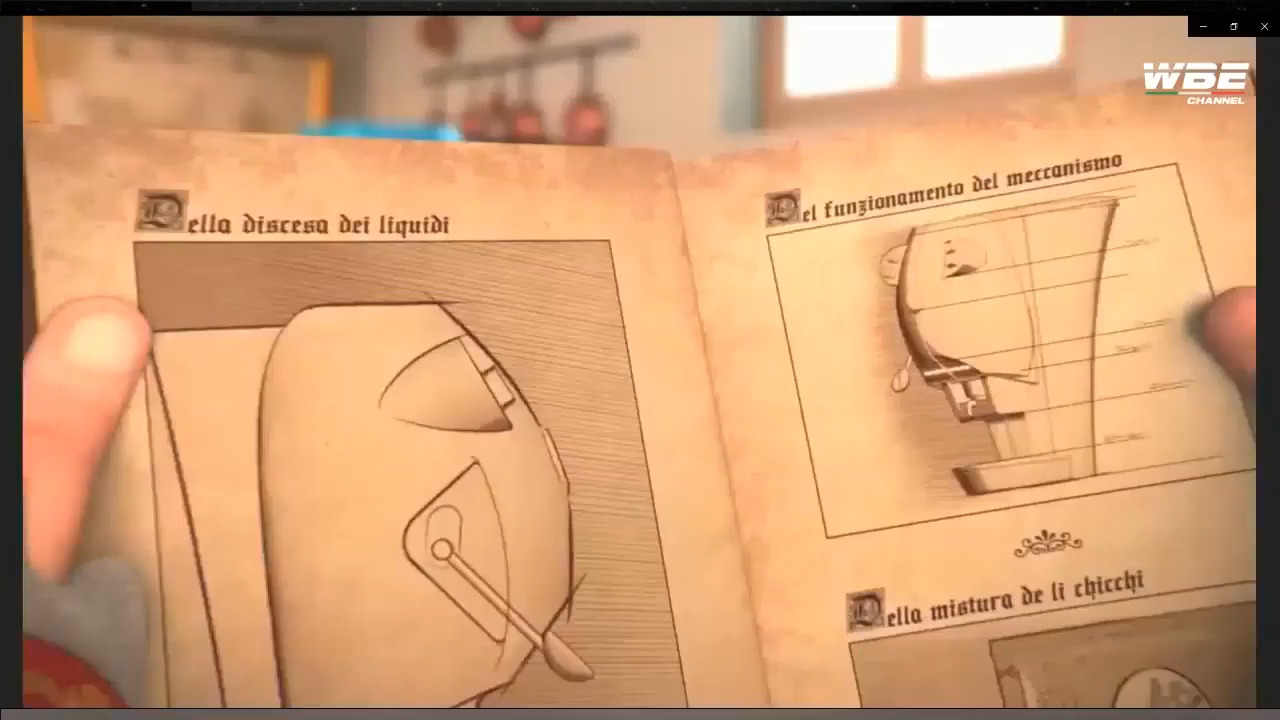 WBE
CHANNEL
Della discesa dei liquidi
Del funzionamento del meccanismo
Della mistura de li chicchi